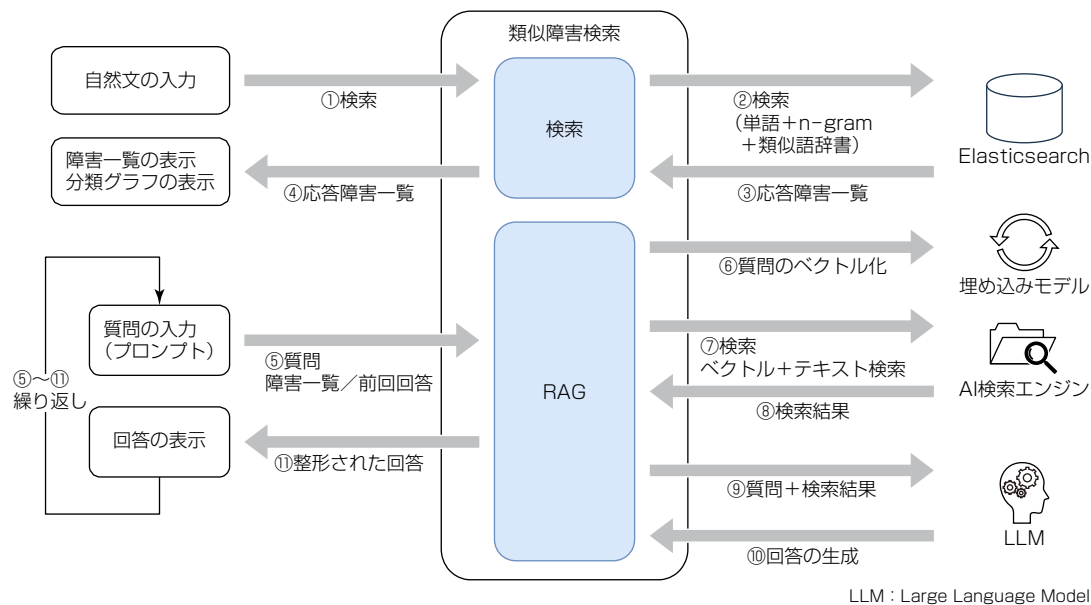 類似障害検索
自然文の入力
①検索
検索
②検索
（単語＋n-gram
＋類似語辞書）
Elasticsearch
障害一覧の表示
分類グラフの表示
④応答障害一覧
③応答障害一覧
⑥質問のベクトル化
埋め込みモデル
質問の入力
（プロンプト）
⑤質問
障害一覧／前回回答
RAG
⑦検索
ベクトル＋テキスト検索
AI検索エンジン
⑧検索結果
⑤～⑪
繰り返し
回答の表示
⑪整形された回答
⑨質問＋検索結果
LLM
⑩回答の生成
LLM：Large Language Model